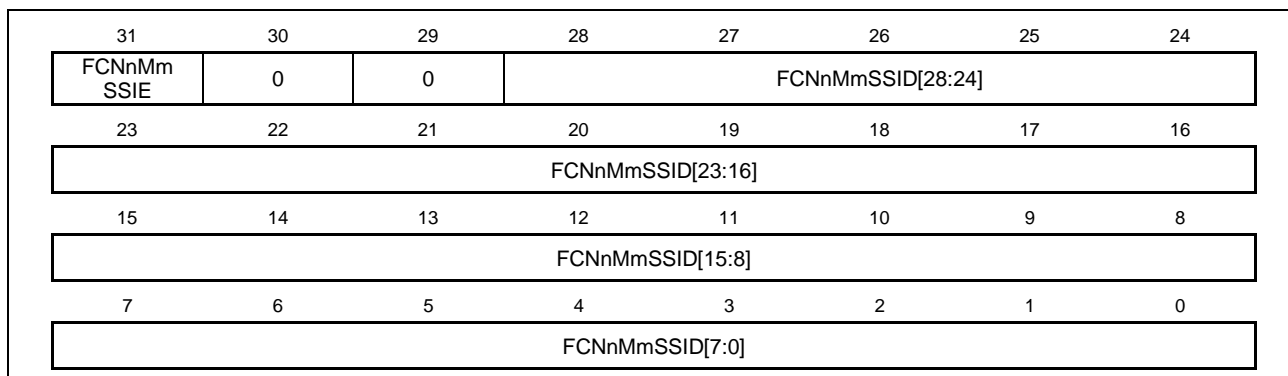 31 30 29 28 27 26 25 24
FCNnMm
SSIE 0 0 FCNnMmSSID[28:24]
23 22 21 20 19 18 17 16
FCNnMmSSID[23:16]
15 14 13 12 11 10 9 8
FCNnMmSSID[15:8]
7 6 5 4 3 2 1 0
FCNnMmSSID[7:0]